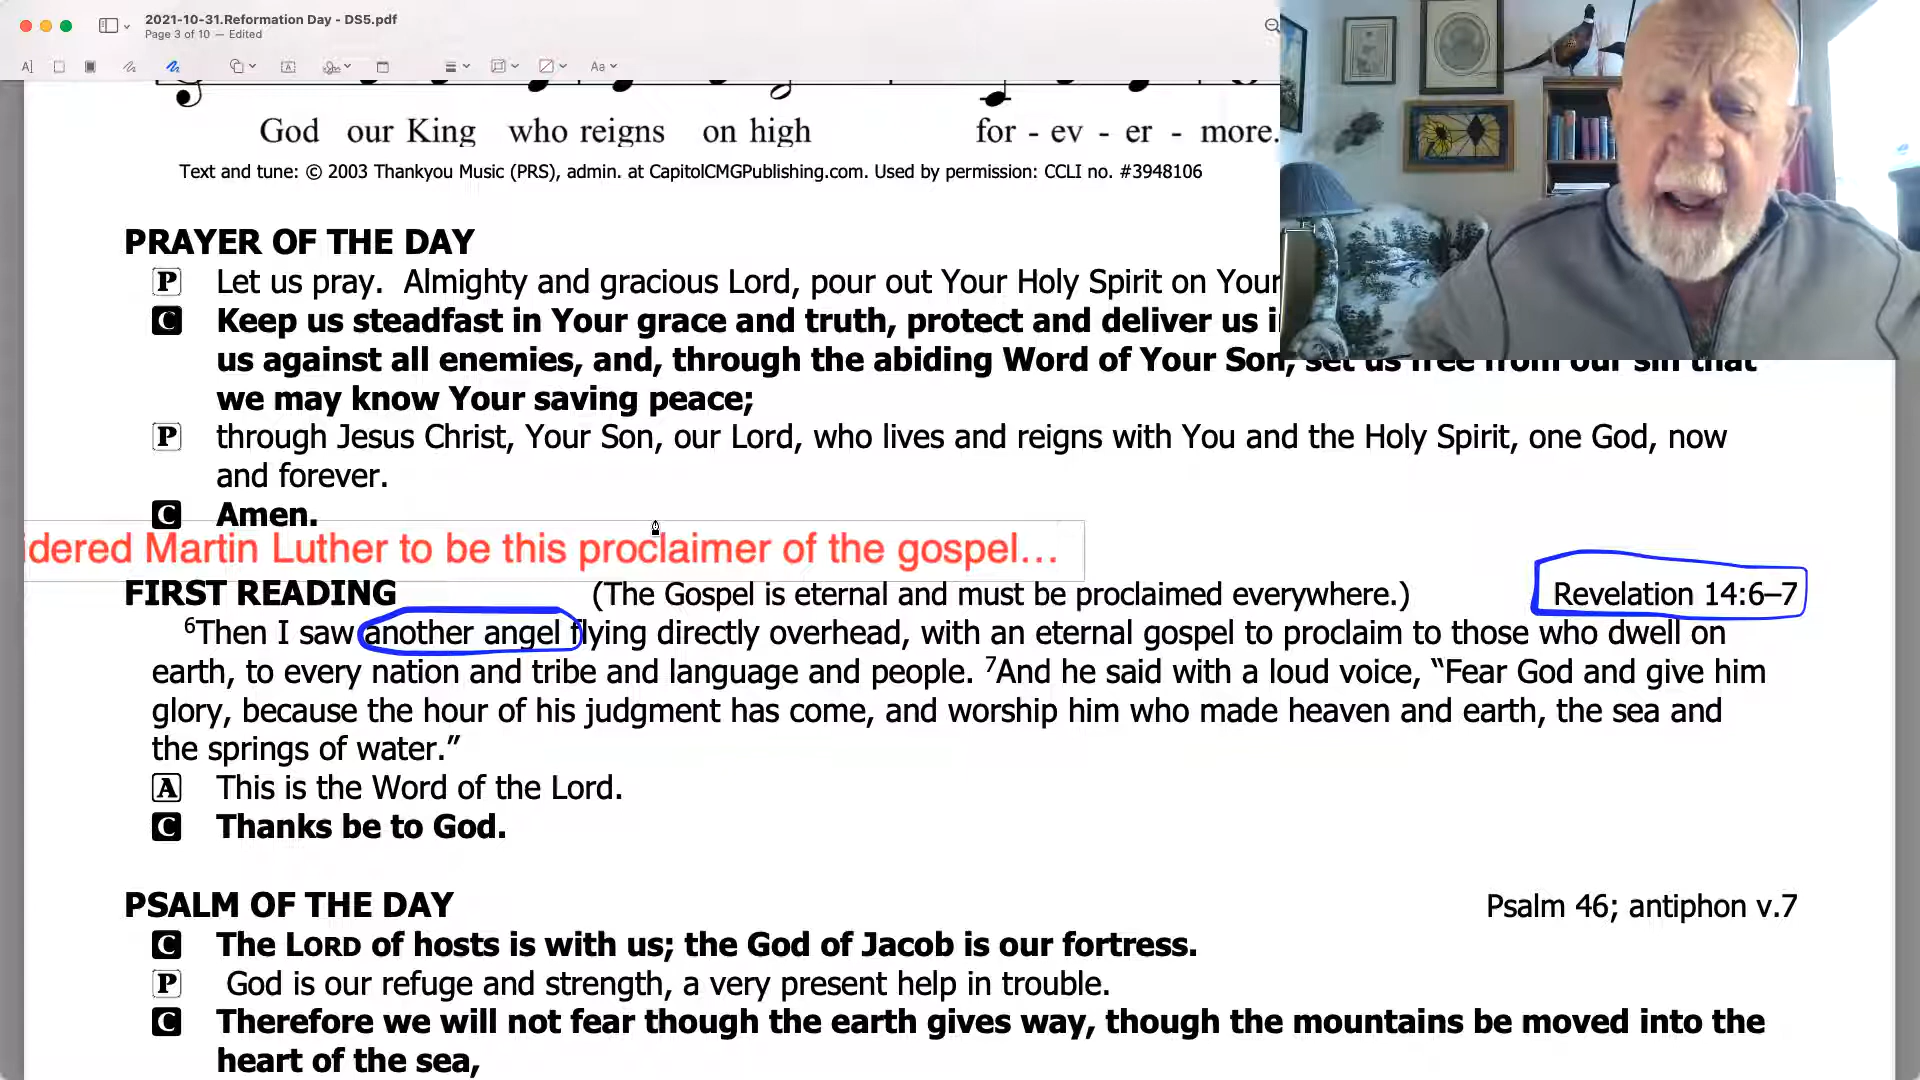 2021-10-31.Reformation Day - DS5.pdf
Page 3 of 10 — Edited
God our King who reigns on high for - ev - er - more.
Text and tune: © 2003 Thankyou Music (PRS), admin. at CapitolCMGPublishing.com. Used by permission: CCLI no. #3948106
PRAYER OF THE DAY
P Let us pray. Almighty and gracious Lord, pour out Your Holy Spirit on Your
C Keep us steadfast in Your grace and truth, protect and deliver us i
us against all enemies, and, through the abiding Word of Your Son, set us free from our sin that
we may know Your saving peace;
P through Jesus Christ, Your Son, our Lord, who lives and reigns with You and the Holy Spirit, one God, now
and forever.
C Amen.
idered Martin Luther to be this proclaimer of the gospel...
FIRST READING (The Gospel is eternal and must be proclaimed everywhere.) Revelation 14:6–7
6Then I saw another angel flying directly overhead, with an eternal gospel to proclaim to those who dwell on
earth, to every nation and tribe and language and people. 7And he said with a loud voice, “Fear God and give him
glory, because the hour of his judgment has come, and worship him who made heaven and earth, the sea and
the springs of water.”
A This is the Word of the Lord.
C Thanks be to God.
PSALM OF THE DAY Psalm 46; antiphon v.7
C The LORD of hosts is with us; the God of Jacob is our fortress.
P God is our refuge and strength, a very present help in trouble.
C Therefore we will not fear though the earth gives way, though the mountains be moved into the
heart of the sea,